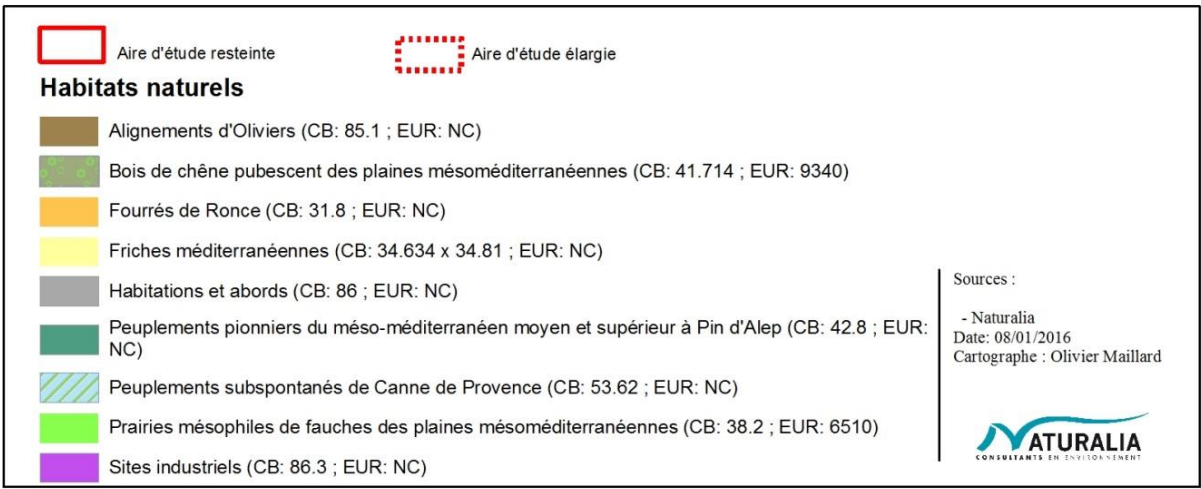 Aire d'étude resteinte
Aire d'étude élargie
Habitats naturels
Alignements d'Oliviers (CB: 85.1 ; EUR: NC)
Bois de chêne pubescent des plaines mésoméditerranéennes (CB: 41.714 ; EUR: 9340)
Fourrés de Ronce (CB: 31.8 ; EUR: NC)
Friches méditerranéennes (CB: 34.634 x 34.81 ; EUR: NC)
Habitations et abords (CB: 86 ; EUR: NC)
Peuplements pionniers du méso-méditerranéen moyen et supérieur à Pin d'Alep (CB: 42.8 ; EUR:
NC)
Peuplements subspontanés de Canne de Provence (CB: 53.62 ; EUR: NC)
Prairies mésophiles de fauches des plaines mésoméditerranéennes (CB: 38.2 ; EUR: 6510)
Sites industriels (CB: 86.3 ; EUR: NC)
Sources :
- Naturalia
Date: 08/01/2016
Cartographe : Olivier Maillard
NATURALIA
CONSULTANTS EN ENVIRONNEMENT